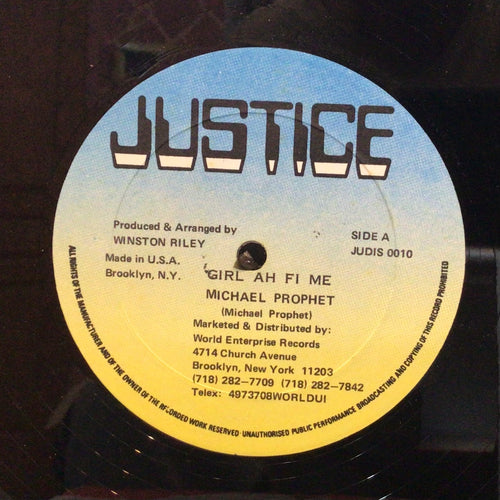 JUSTICE
Produced & Arranged by
WINSTON RILEY
Made in U.S.A.
Brooklyn, N.Y.
SIDE A
JUDIS 0010
GIRL AH FI ME
MICHAEL PROPHET
(Michael Prophet)
Marketed & Distributed by:
World Enterprise Records
4714 Church Avenue
Brooklyn, New York 11203
(718) 282-7709 (718) 282-7842
Telex: 4973708WORLDUI
ALL RIGHTS OF THE MANUFACTURER AND OF THE OWNER OF THE RECORDED WORK RESERVED · UNAUTHORISED PUBLIC PERFORMANCE BROADCASTING AND COPYING OF THIS RECORD PROHIBITED